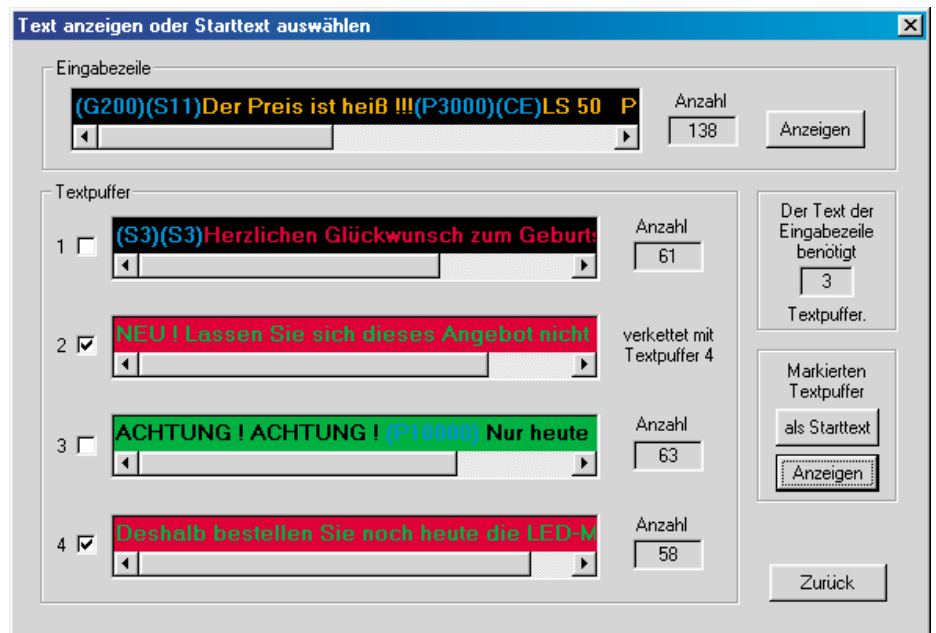 Text anzeigen oder Starttext auswählen
Eingabezeile
(G200)(S11)Der Preis ist heiß !!!(P3000)(CE)LS 50 P
Anzahl
138
Anzeigen
Textpuffer
1
(S3)(S3)Herzlichen Glückwunsch zum Geburts
Anzahl
61
2
NEU ! Lassen Sie sich dieses Angebot nicht
verkettet mit
Textpuffer 4
3
ACHTUNG ! ACHTUNG ! (P10000) Nur heute
Anzahl
63
4
Deshalb bestellen Sie noch heute die LED-M
Anzahl
58
Der Text der
Eingabezeile
benötigt
3
Textpuffer.
Markierten
Textpuffer
als Starttext
Anzeigen
Zurück